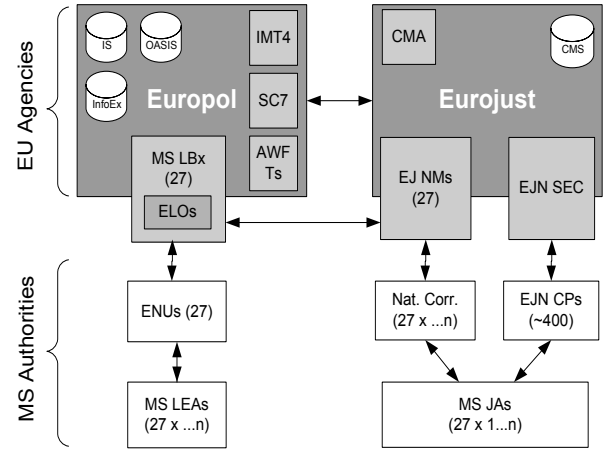 EU Agencies
IS
OASIS
InfoEx
Europol
IMT4
SC7
AWF
TS
MS LBx
(27)
ELOs
CMA
CMS
Eurojust
EJ NMs
(27)
EJN SEC
MS Authorities
ENUs (27)
Nat. Corr.
(27 x ...n)
EJN CPs
(~400)
MS LEAs
(27 x ...n)
MS JAs
(27 x 1...n)